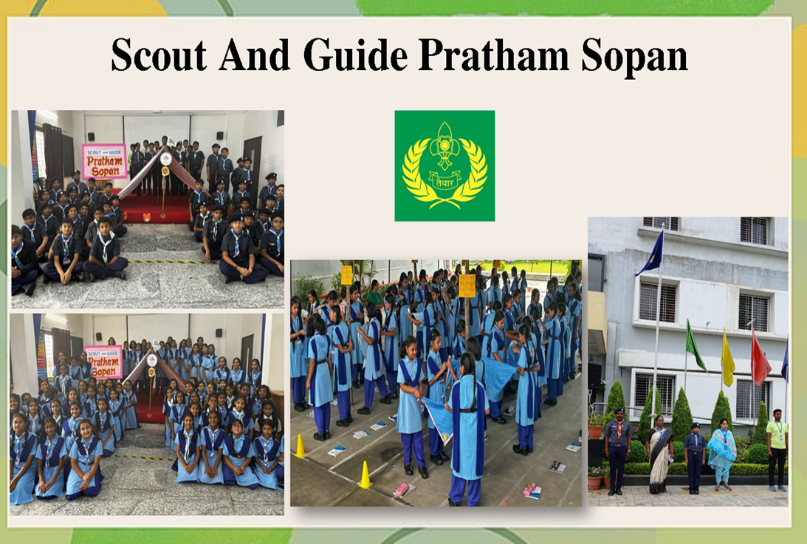 Scout And Guide Pratham Sopan
SCOUT and GUIDE
Pratham
Sopan
तैयार
SCOUT and GUIDE
Pratham
Sopan